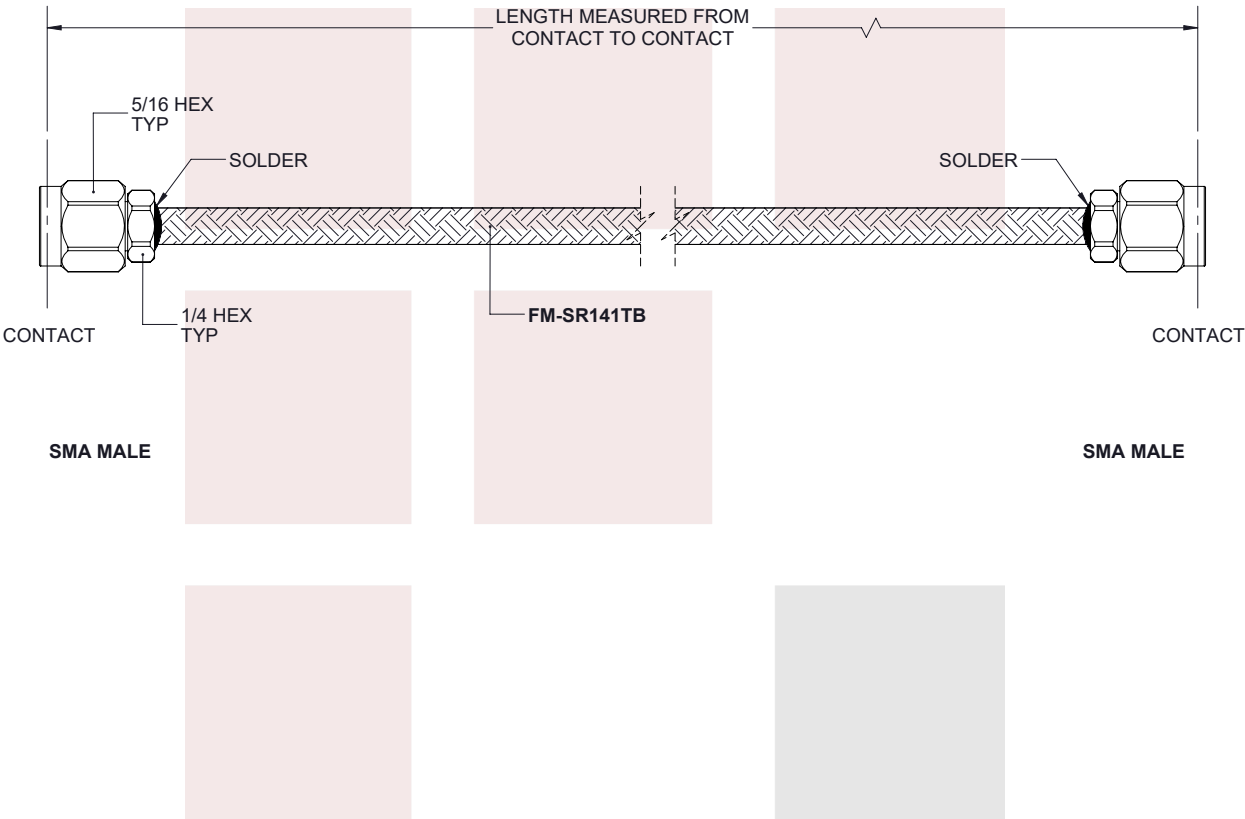 LENGTH MEASURED FROM
CONTACT TO CONTACT
5/16 HEX
TYP
SOLDER
SOLDER
1/4 HEX
TYP
FM-SR141TB
CONTACT
CONTACT
SMA MALE
SMA MALE